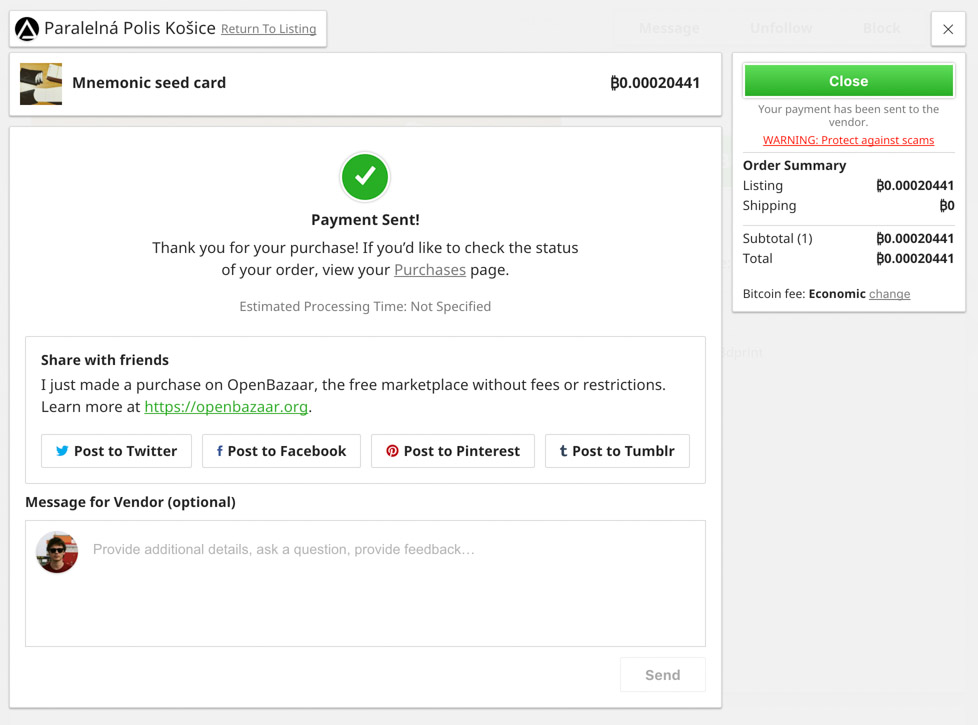 Paralelná Polis Košice Return To Listing
Message Unfollow Block
Mnemonic seed card ₿0.00020441
Payment Sent!
Thank you for your purchase! If you’d like to check the status
of your order, view your Purchases page.
Estimated Processing Time: Not Specified
Share with friends
I just made a purchase on OpenBazaar, the free marketplace without fees or restrictions.
Learn more at https://openbazaar.org.
Post to Twitter
Post to Facebook
Post to Pinterest
Post to Tumblr
Message for Vendor (optional)
Provide additional details, ask a question, provide feedback…
Send
Close
Your payment has been sent to the
vendor.
WARNING: Protect against scams
Order Summary
Listing ₿0.00020441
Shipping ₿0
Subtotal (1) ₿0.00020441
Total ₿0.00020441
Bitcoin fee: Economic change